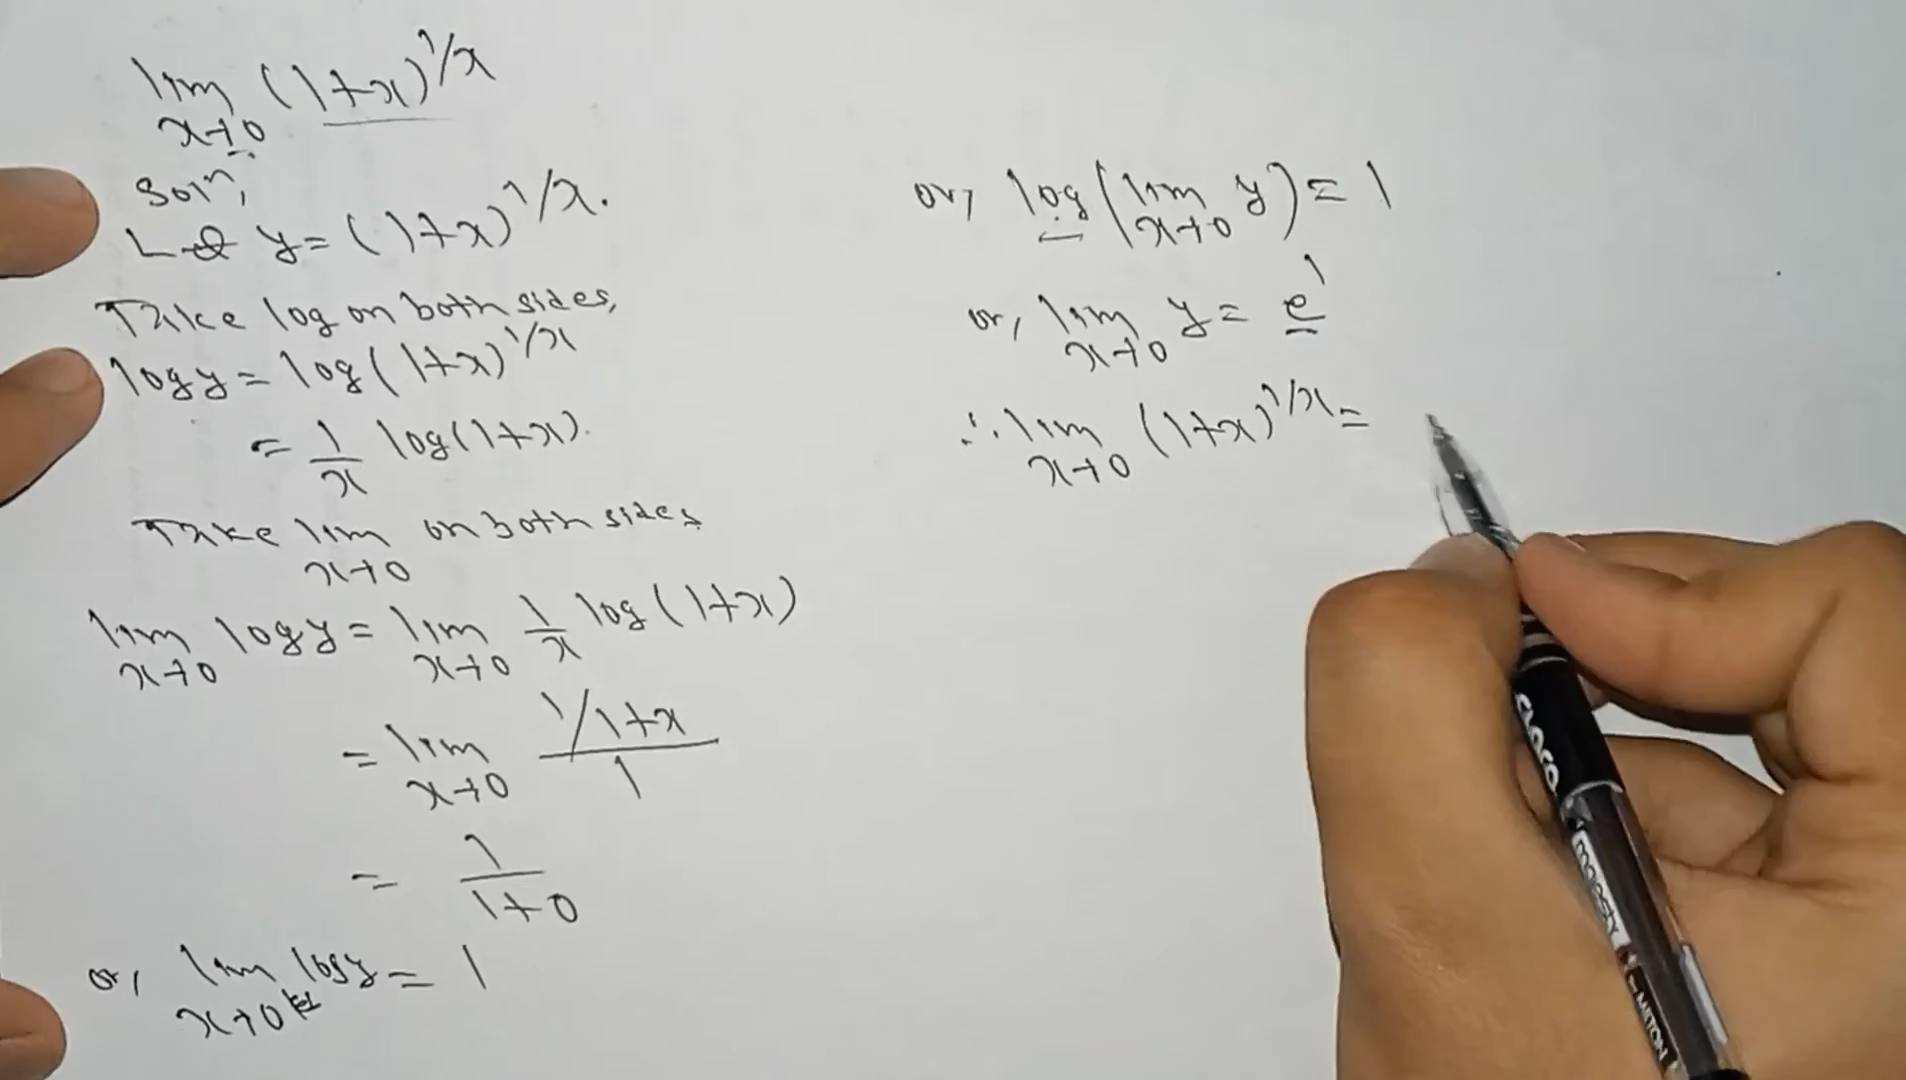 lim (1+x)^1/x
x→0
Soln,
Let y = (1+x)^1/x.
Take log on both sides,
log y = log(1+x)^1/x
= 1/x log(1+x).
Take lim on both sides
x→0
lim log y = lim 1/x log(1+x)
x→0 x→0
= lim 1/1+x / 1
x→0
= 1/1+0
or, lim log y = 1
x→0
or, log(lim y) = 1
x→0
or, lim y = e^1
x→0
∴ lim (1+x)^1/x =
x→0
majesty
METRON